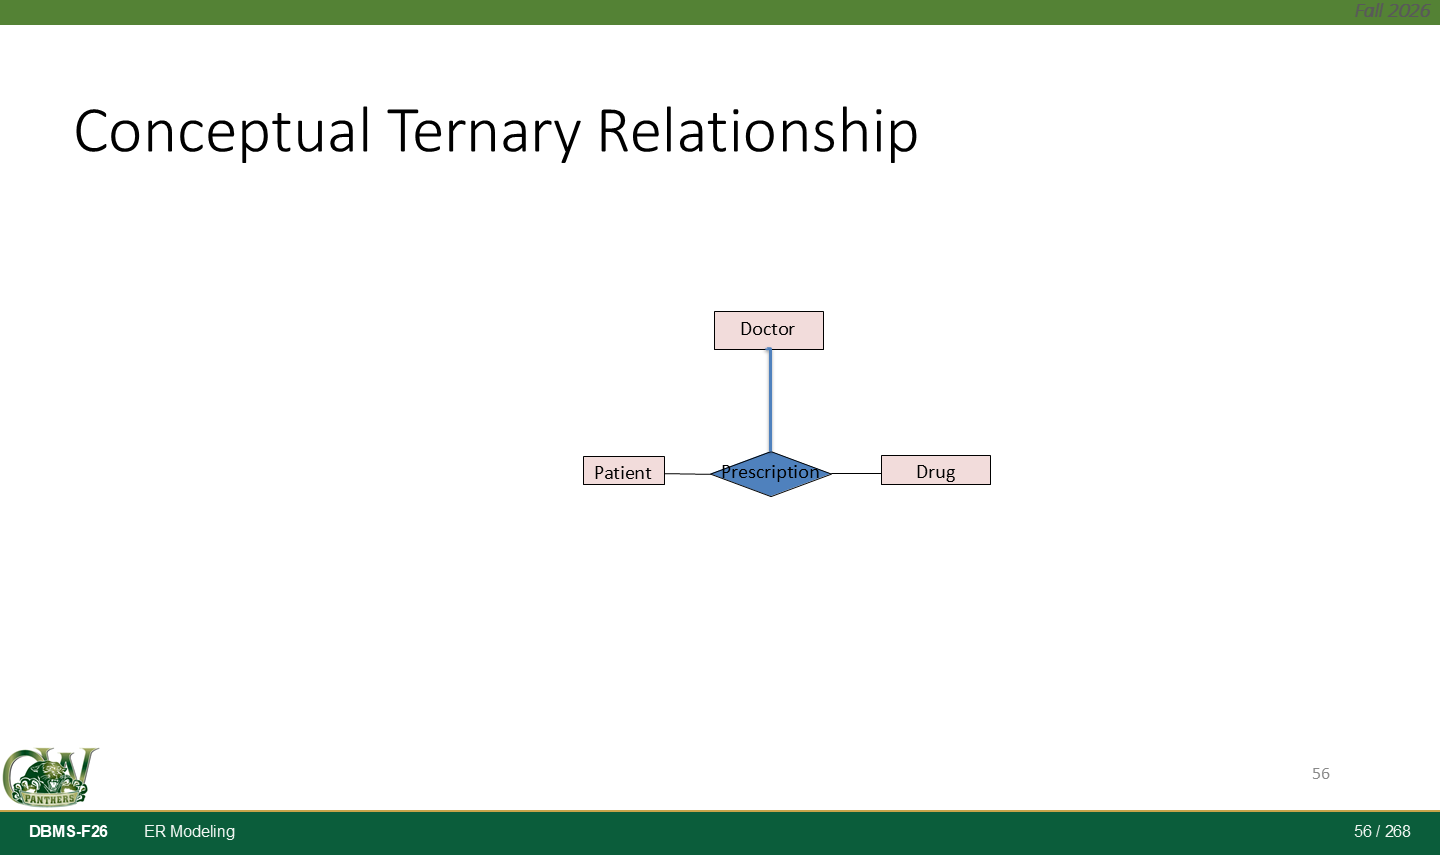 Fall 2026
Conceptual Ternary Relationship
Doctor
Patient
Prescription
Drug
PANTHERS
56
DBMS-F26
ER Modeling
56 / 268